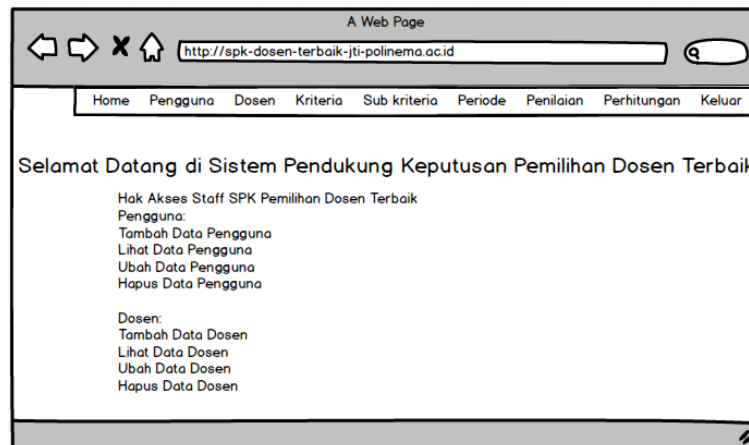 A Web Page
http://spk-dosen-terbaik-jti-polinema.ac.id
Home Pengguna Dosen Kriteria Sub kriteria Periode Penilaian Perhitungan Keluar
Selamat Datang di Sistem Pendukung Keputusan Pemilihan Dosen Terbaik
Hak Akses Staff SPK Pemilihan Dosen Terbaik
Pengguna:
Tambah Data Pengguna
Lihat Data Pengguna
Ubah Data Pengguna
Hapus Data Pengguna
Dosen:
Tambah Data Dosen
Lihat Data Dosen
Ubah Data Dosen
Hapus Data Dosen